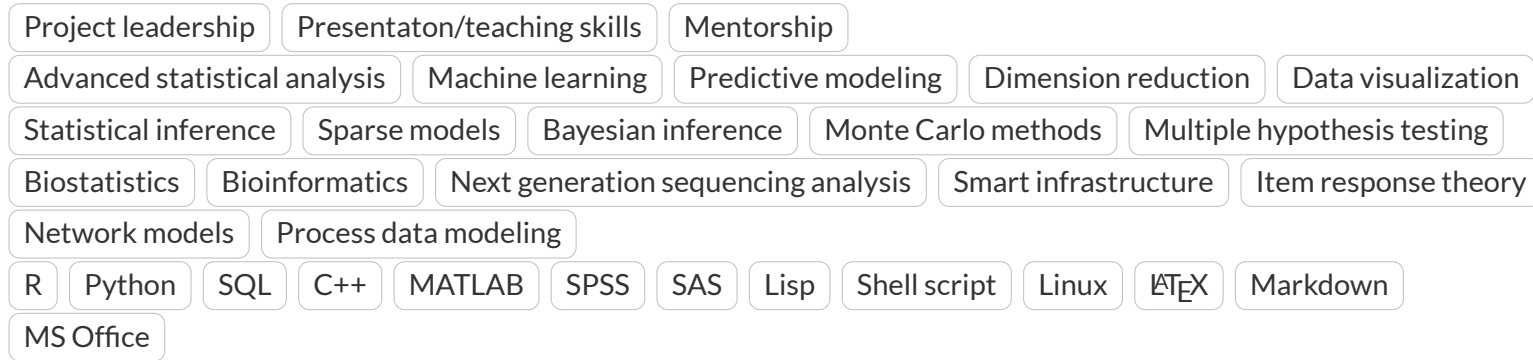 Project leadership Presentaton/teaching skills Mentorship
Advanced statistical analysis Machine learning Predictive modeling Dimension reduction Data visualization
Statistical inference Sparse models Bayesian inference Monte Carlo methods Multiple hypothesis testing
Biostatistics Bioinformatics Next generation sequencing analysis Smart infrastructure Item response theory
Network models Process data modeling
R Python SQL C++ MATLAB SPSS SAS Lisp Shell script Linux LATEX Markdown
MS Office